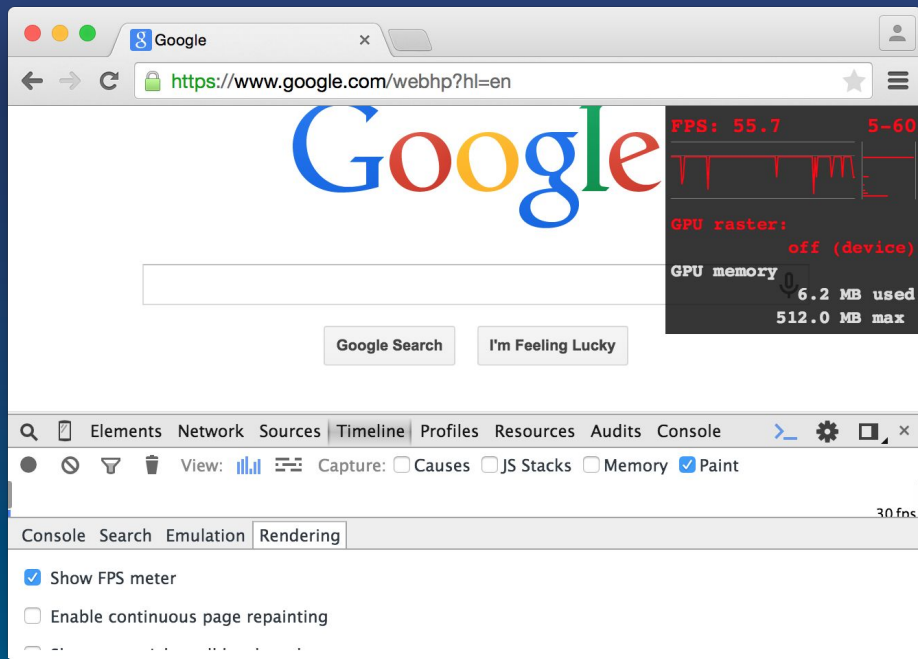 Google
https://www.google.com/webhp?hl=en
Google
FPS: 55.7 5-60
GPU raster:
off (device)
GPU memory
6.2 MB used
512.0 MB max
Google Search I'm Feeling Lucky
Elements Network Sources Timeline Profiles Resources Audits Console
View: Capture: Causes JS Stacks Memory Paint
30 fps
Console Search Emulation Rendering
Show FPS meter
Enable continuous page repainting